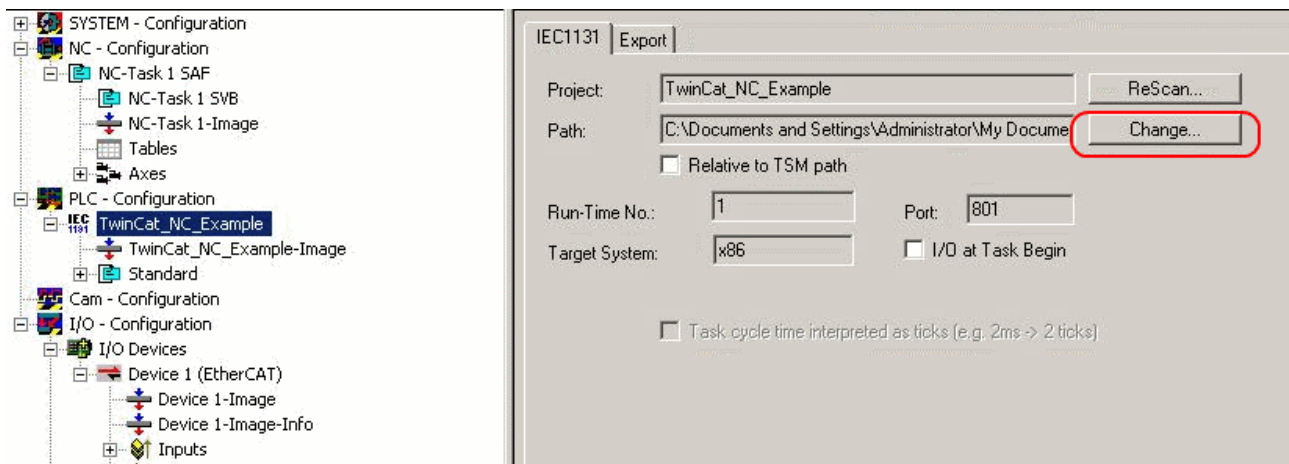 SYSTEM - Configuration
NC - Configuration
NC-Task 1 SAF
NC-Task 1 SVB
NC-Task 1-Image
Tables
Axes
PLC - Configuration
IEC 1131 TwinCat_NC_Example
TwinCat_NC_Example-Image
Standard
Cam - Configuration
I/O - Configuration
I/O Devices
Device 1 (EtherCAT)
Device 1-Image
Device 1-Image-Info
Inputs
IEC1131 Export
Project: TwinCat_NC_Example ReScan...
Path: C:\Documents and Settings\Administrator\My Docume Change...
Relative to TSM path
Run-Time No.: 1 Port: 801
Target System: x86 I/O at Task Begin
Task cycle time interpreted as ticks (e.g. 2ms -> 2 ticks)